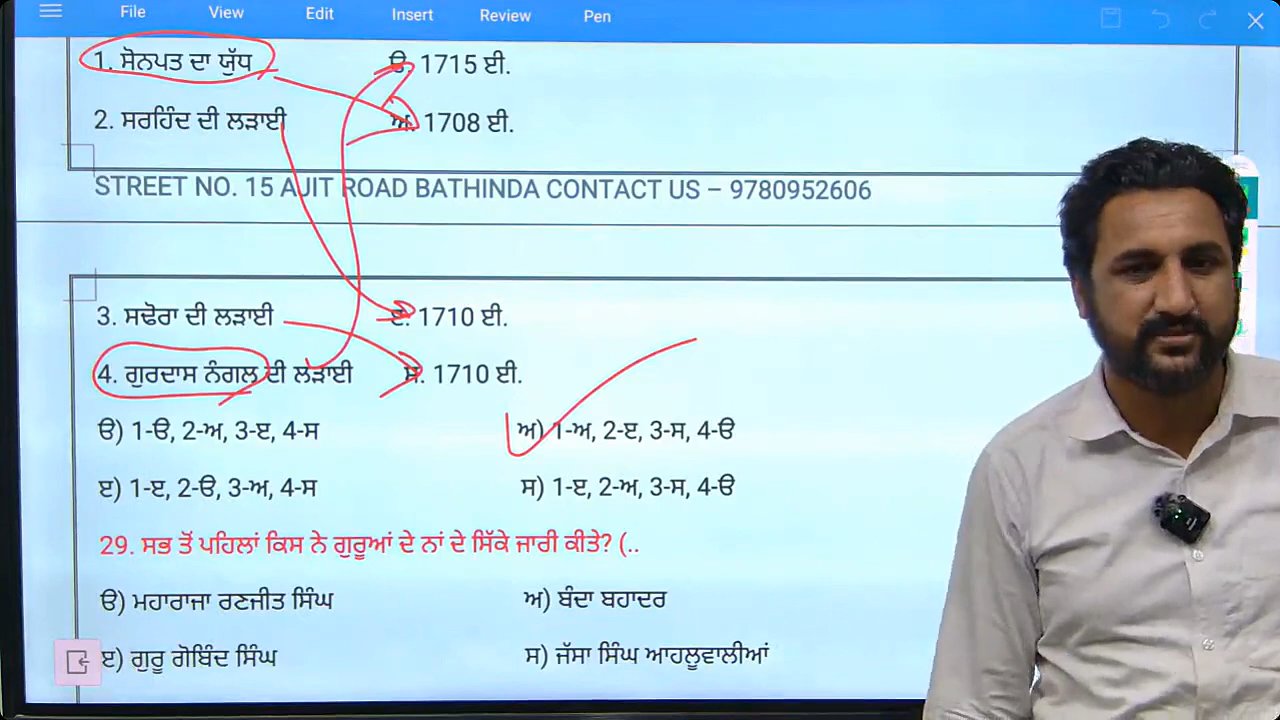 File View Edit Insert Review Pen
1. ਸੋਨਪਤ ਦਾ ਯੁੱਧ ੳ. 1715 ਈ.
2. ਸਰਹਿੰਦ ਦੀ ਲੜਾਈ ਅ. 1708 ਈ.
STREET NO. 15 AJIT ROAD BATHINDA CONTACT US – 9780952606
3. ਸਢੋਰਾ ਦੀ ਲੜਾਈ ੲ. 1710 ਈ.
4. ਗੁਰਦਾਸ ਨੰਗਲ ਦੀ ਲੜਾਈ ਸ. 1710 ਈ.
ੳ) 1-ੳ, 2-ਅ, 3-ੲ, 4-ਸ ਅ) 1-ਅ, 2-ੲ, 3-ਸ, 4-ੳ
ੲ) 1-ੲ, 2-ੳ, 3-ਅ, 4-ਸ ਸ) 1-ੲ, 2-ਅ, 3-ਸ, 4-ੳ
29. ਸਭ ਤੋਂ ਪਹਿਲਾਂ ਕਿਸ ਨੇ ਗੁਰੂਆਂ ਦੇ ਨਾਂ ਦੇ ਸਿੱਕੇ ਜਾਰੀ ਕੀਤੇ? (..
ੳ) ਮਹਾਰਾਜਾ ਰਣਜੀਤ ਸਿੰਘ ਅ) ਬੰਦਾ ਬਹਾਦਰ
ੲ) ਗੁਰੂ ਗੋਬਿੰਦ ਸਿੰਘ ਸ) ਜੱਸਾ ਸਿੰਘ ਆਹਲੂਵਾਲੀਆਂ